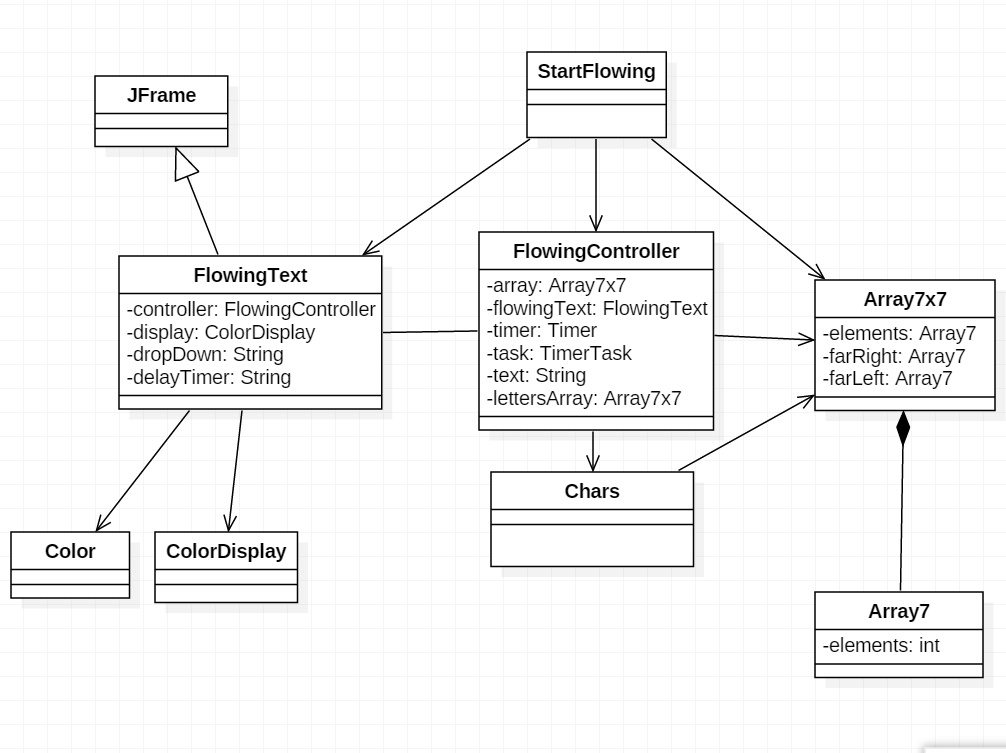 StartFlowing
JFrame
FlowingText
-controller: FlowingController
-display: ColorDisplay
-dropDown: String
-delayTimer: String
FlowingController
-array: Array7x7
-flowingText: FlowingText
-timer: Timer
-task: TimerTask
-text: String
-lettersArray: Array7x7
Array7x7
-elements: Array7
-farRight: Array7
-farLeft: Array7
Chars
Color
ColorDisplay
Array7
-elements: int